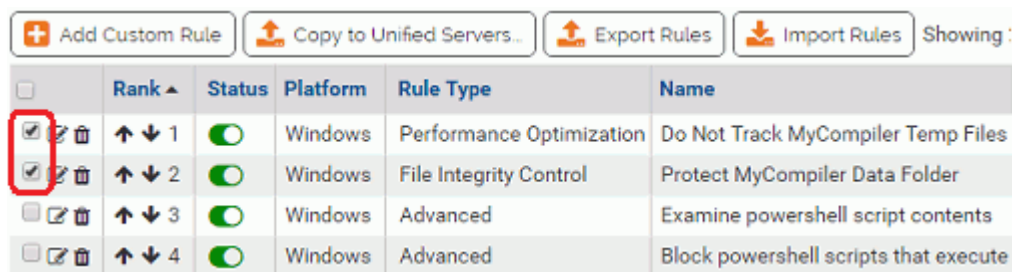 Add Custom Rule Copy to Unified Servers... Export Rules Import Rules Showing
Rank Status Platform Rule Type Name
1 Windows Performance Optimization Do Not Track MyCompiler Temp Files
2 Windows File Integrity Control Protect MyCompiler Data Folder
3 Windows Advanced Examine powershell script contents
4 Windows Advanced Block powershell scripts that execute